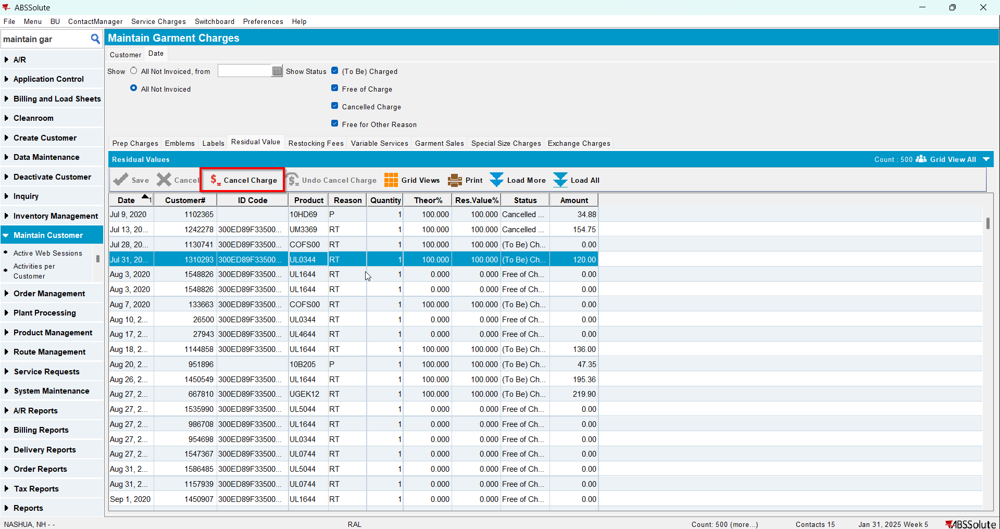 ABSSolute
File Menu BU ContactManager Service Charges Switchboard Preferences Help
maintain gar
Maintain Garment Charges
Customer Date
Show All Not Invoiced, from 15 Show Status (To Be) Charged
All Not Invoiced Free of Charge
Cancelled Charge
Free for Other Reason
A/R
Application Control
Billing and Load Sheets
Cleanroom
Create Customer
Data Maintenance
Deactivate Customer
Inquiry
Inventory Management
Maintain Customer
Active Web Sessions
Activities per
Customer
Order Management
Plant Processing
Product Management
Route Management
Service Requests
System Maintenance
A/R Reports
Billing Reports
Delivery Reports
Order Reports
Tax Reports
Reports
Prep Charges Emblems Labels Residual Value Restocking Fees Variable Services Garment Sales Special Size Charges Exchange Charges
Residual Values Count : 500 Grid View All
Save Cancel $x Cancel Charge $x Undo Cancel Charge Grid Views Print Load More Load All
Date 1 Customer# ID Code Product Reason Quantity Theor% Res.Value% Status Amount
Jul 9, 2020 1102365 10HD69 P 1 100.000 100.000 Cancelled ... 34.88
Jul 13, 20... 1242278 300ED89F33500... UM3369 RT 1 100.000 100.000 Cancelled ... 154.75
Jul 28, 20... 1130741 300ED89F33500... COFS00 RT 1 100.000 100.000 (To Be) Ch... 0.00
Jul 31, 20... 1310293 300ED89F33500... UL0344 RT 1 100.000 100.000 (To Be) Ch... 120.00
Aug 3, 2020 1548826 300ED89F33500... UL1644 RT 1 0.000 0.000 Free of Ch... 0.00
Aug 3, 2020 1548826 300ED89F33500... UL1644 RT 1 0.000 0.000 Free of Ch... 0.00
Aug 7, 2020 133663 300ED89F33500... COFS00 RT 1 100.000 100.000 (To Be) Ch... 0.00
Aug 10, 2... 26500 300ED89F33500... UL0344 RT 1 0.000 0.000 Free of Ch... 0.00
Aug 17, 2... 27943 300ED89F33500... UL4644 RT 1 0.000 0.000 Free of Ch... 0.00
Aug 18, 2... 1144858 300ED89F33500... UL1644 RT 1 100.000 100.000 (To Be) Ch... 136.00
Aug 20, 2... 951896 10B205 P 1 100.000 100.000 (To Be) Ch... 47.35
Aug 26, 2... 1450549 300ED89F33500... UL1644 RT 1 100.000 100.000 (To Be) Ch... 195.36
Aug 27, 2... 667810 300ED89F33500... UGEK12 RT 1 100.000 100.000 (To Be) Ch... 219.90
Aug 27, 2... 1535990 300ED89F33500... UL5044 RT 1 0.000 0.000 Free of Ch... 0.00
Aug 27, 2... 986708 300ED89F33500... UL1644 RT 1 0.000 0.000 Free of Ch... 0.00
Aug 27, 2... 954698 300ED89F33500... UL0344 RT 1 0.000 0.000 Free of Ch... 0.00
Aug 27, 2... 1547367 300ED89F33500... UL0744 RT 1 0.000 0.000 Free of Ch... 0.00
Aug 31, 2... 1586485 300ED89F33500... UL5044 RT 1 0.000 0.000 Free of Ch... 0.00
Aug 31, 2... 1157939 300ED89F33500... UL0744 RT 1 0.000 0.000 Free of Ch... 0.00
Sep 1, 2020 1450907 300ED89F33500... UL1644 RT 1 0.000 0.000 Free of Ch... 0.00
NASHUA, NH - - RAL Count: 500 (more...) Contacts 15 Jan 31, 2025 Week 5 ABSSolute